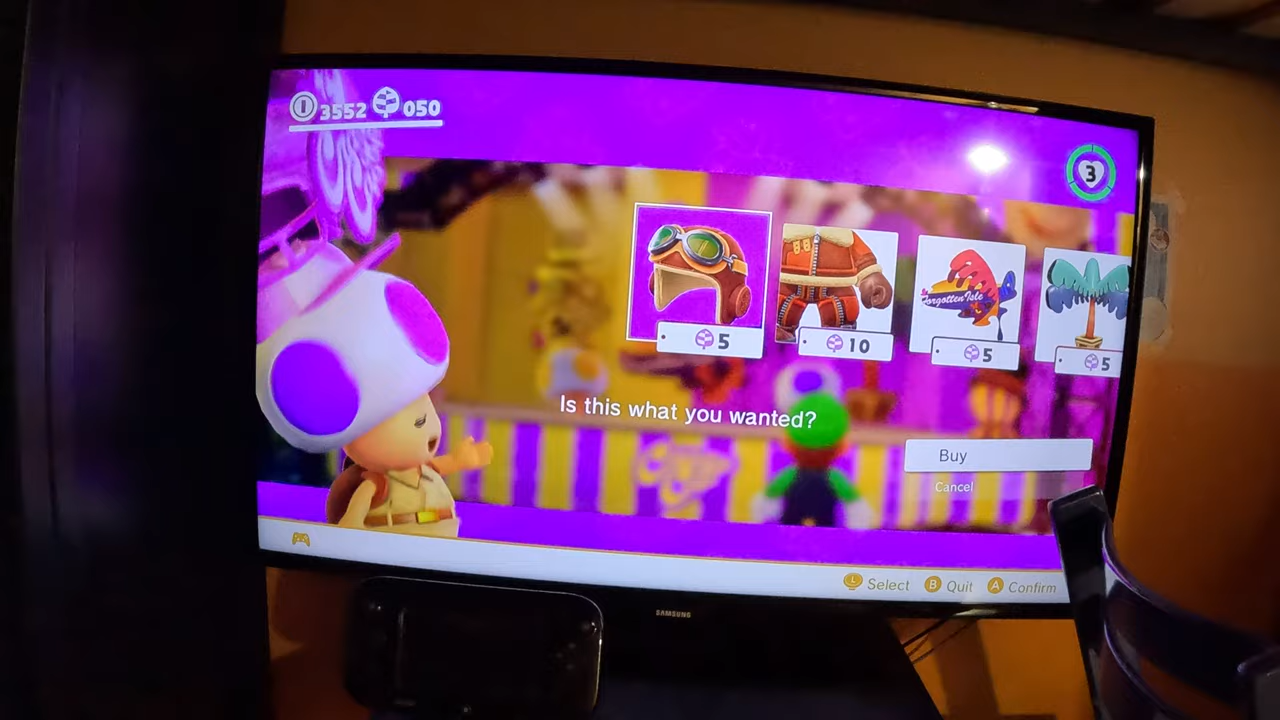 3552 050
3
5
10
Forgotten Isle
5
5
Is this what you wanted?
Buy
Cancel
L Select B Quit A Confirm
SAMSUNG